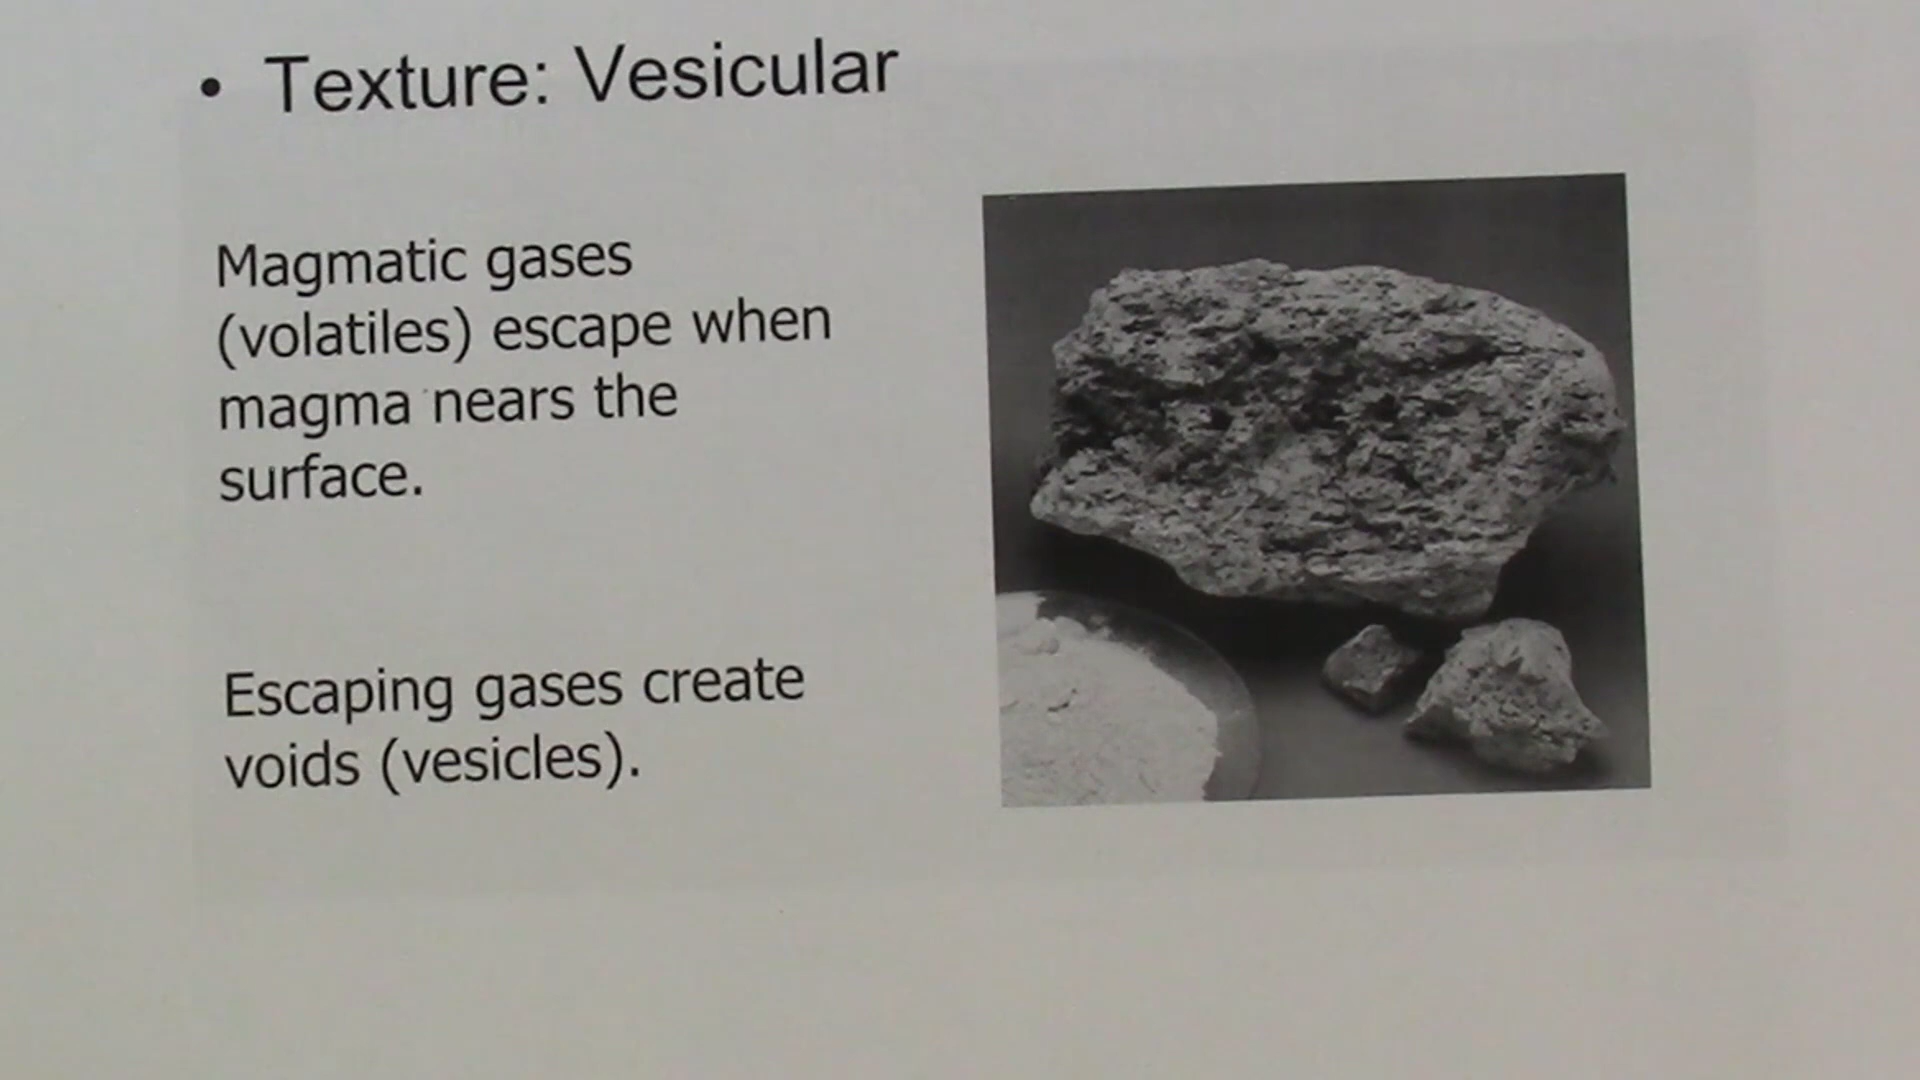 • Texture: Vesicular
Magmatic gases
(volatiles) escape when
magma nears the
surface.
Escaping gases create
voids (vesicles).